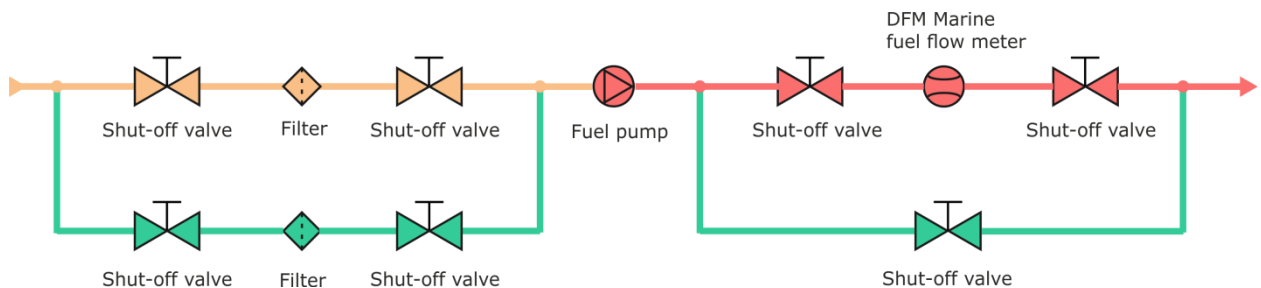 DFM Marine
fuel flow meter
Shut-off valve
Filter
Shut-off valve
Fuel pump
Shut-off valve
Shut-off valve
Shut-off valve
Filter
Shut-off valve
Shut-off valve